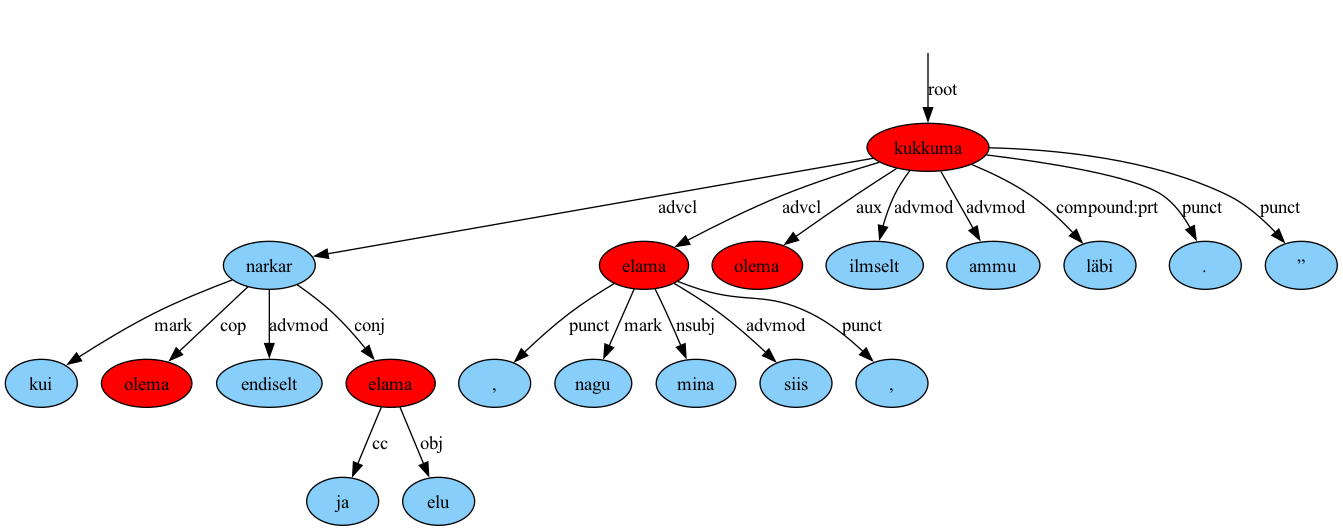 root
kukkuma
advcl advcl aux advmod advmod compound:prt punct punct
narkar elama olema ilmselt ammu läbi . ”
mark cop advmod conj punct mark nsubj advmod punct
kui olema endiselt elama , nagu mina siis ,
cc obj
ja elu